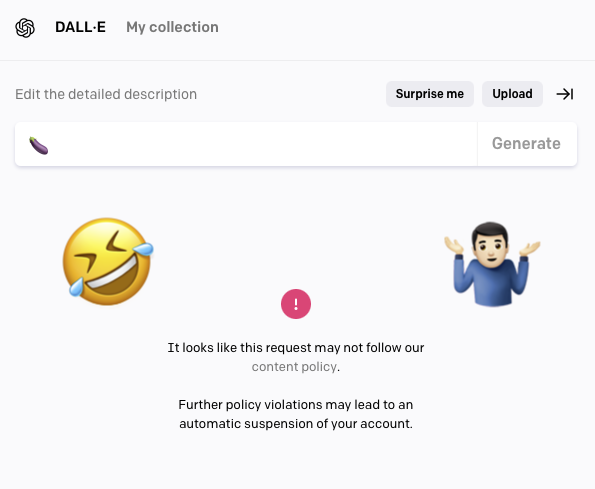 DALL·E My collection
Edit the detailed description Surprise me Upload
🍆 Generate
It looks like this request may not follow our
content policy.
Further policy violations may lead to an
automatic suspension of your account.